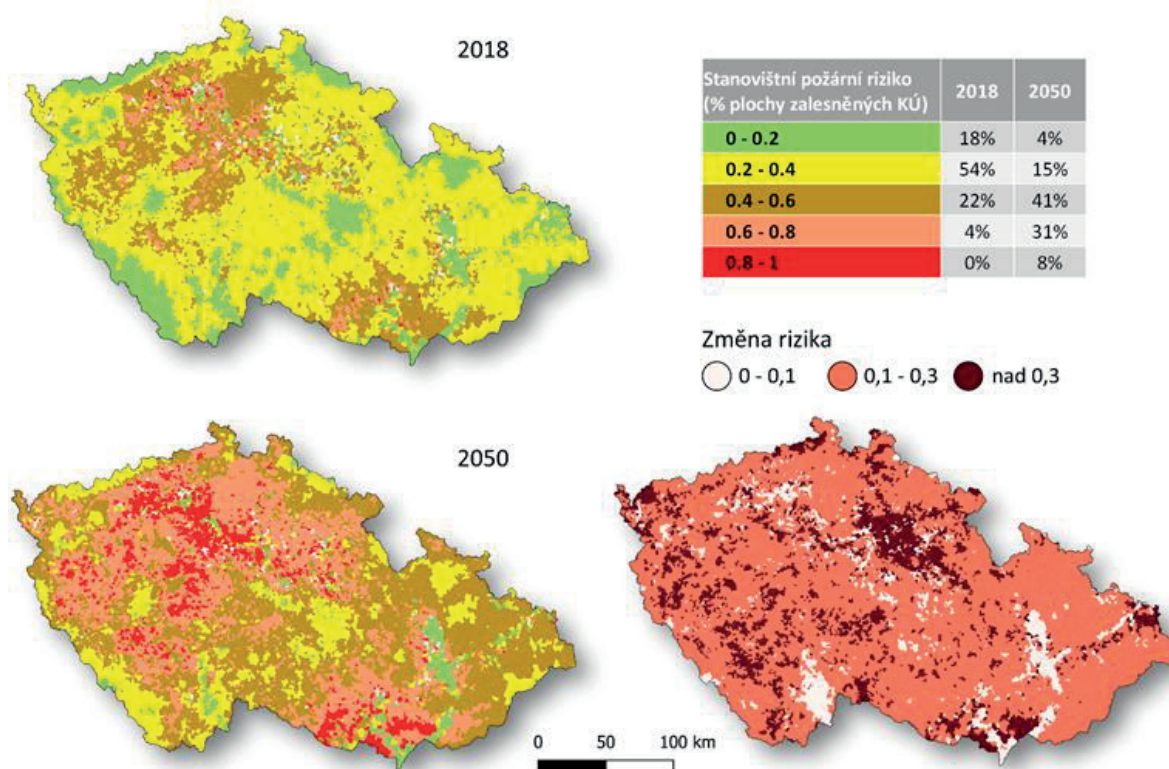 2018
Stanovištní požární riziko
(% plochy zalesněných KÚ)
2018
2050
0 - 0.2
18%
4%
0.2 - 0.4
54%
15%
0.4 - 0.6
22%
41%
0.6 - 0.8
4%
31%
0.8 - 1
0%
8%
Změna rizika
0 - 0,1
0,1 - 0,3
nad 0,3
2050
0
50
100 km